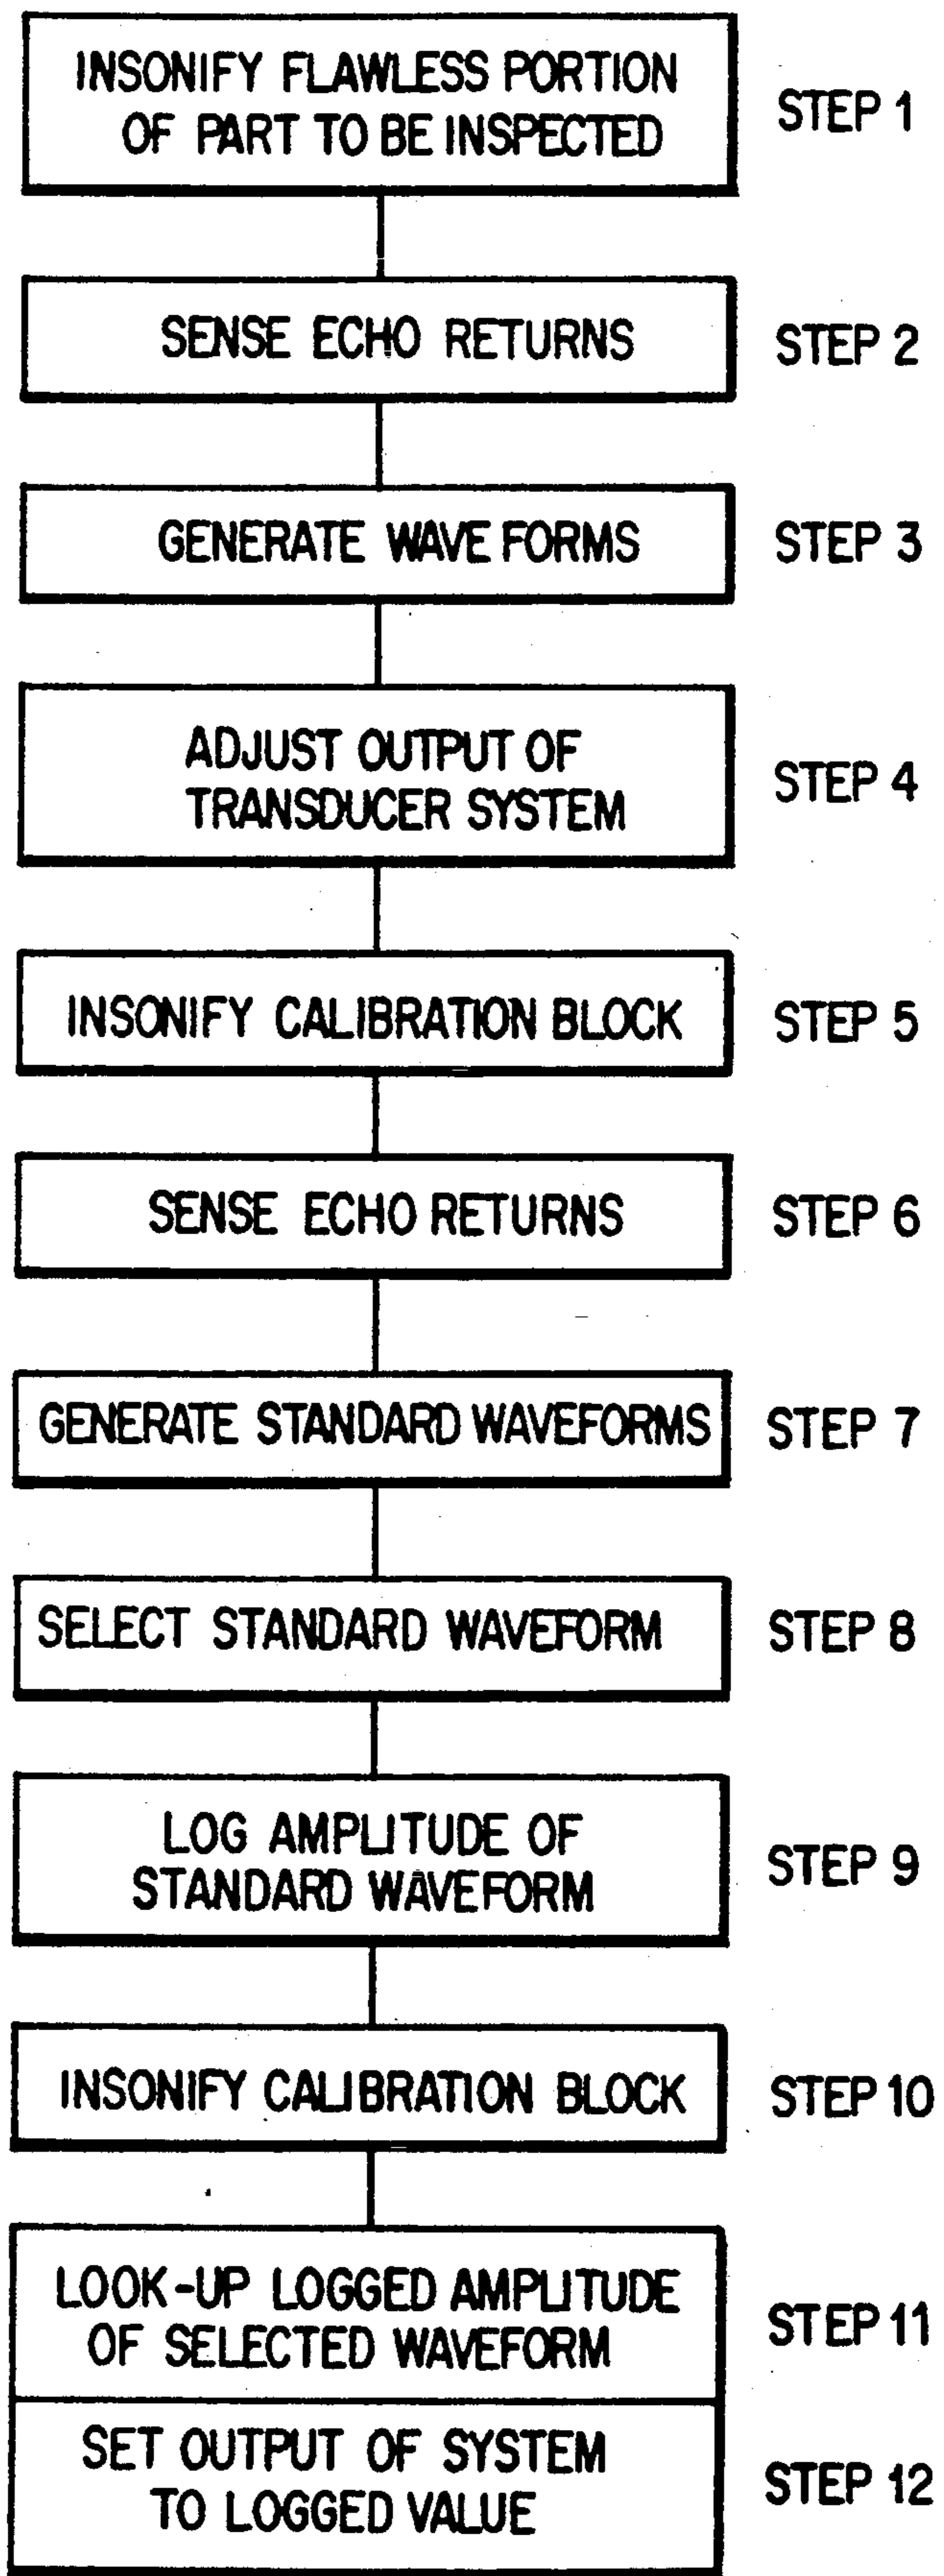 INSONIFY FLAWLESS PORTION
OF PART TO BE INSPECTED
STEP 1
SENSE ECHO RETURNS
STEP 2
GENERATE WAVE FORMS
STEP 3
ADJUST OUTPUT OF
TRANSDUCER SYSTEM
STEP 4
INSONIFY CALIBRATION BLOCK
STEP 5
SENSE ECHO RETURNS
STEP 6
GENERATE STANDARD WAVEFORMS
STEP 7
SELECT STANDARD WAVEFORM
STEP 8
LOG AMPLITUDE OF
STANDARD WAVEFORM
STEP 9
INSONIFY CALIBRATION BLOCK
STEP 10
LOOK-UP LOGGED AMPLITUDE
OF SELECTED WAVEFORM
STEP 11
SET OUTPUT OF SYSTEM
TO LOGGED VALUE
STEP 12